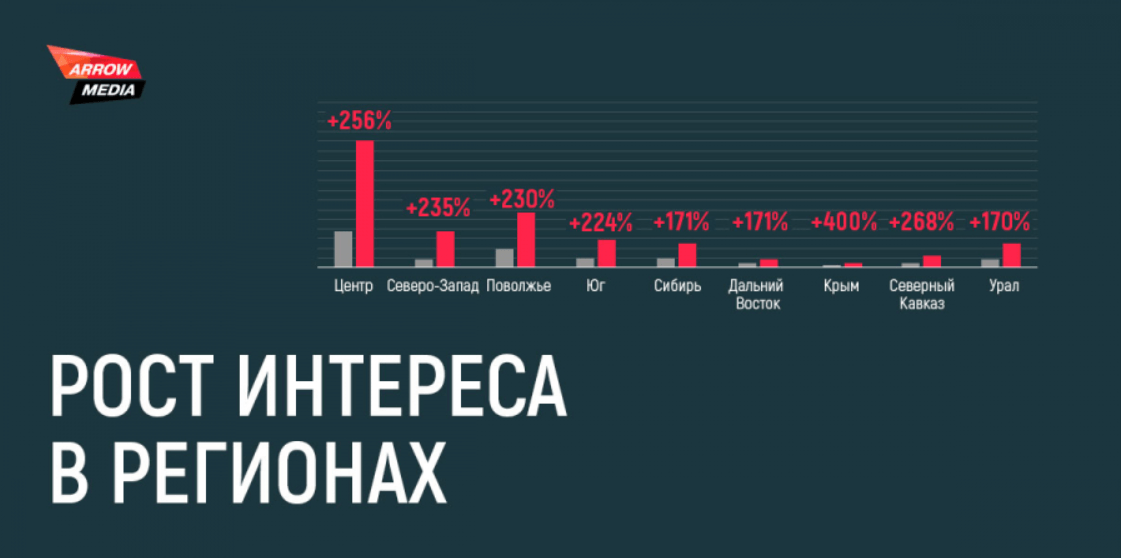 ARROW
MEDIA
+256%
+235%
+230%
+224%
+171%
+171%
+400%
+268%
+170%
Центр
Северо-Запад
Поволжье
Юг
Сибирь
Дальний
Восток
Крым
Северный
Кавказ
Урал
РОСТ ИНТЕРЕСА
В РЕГИОНАХ